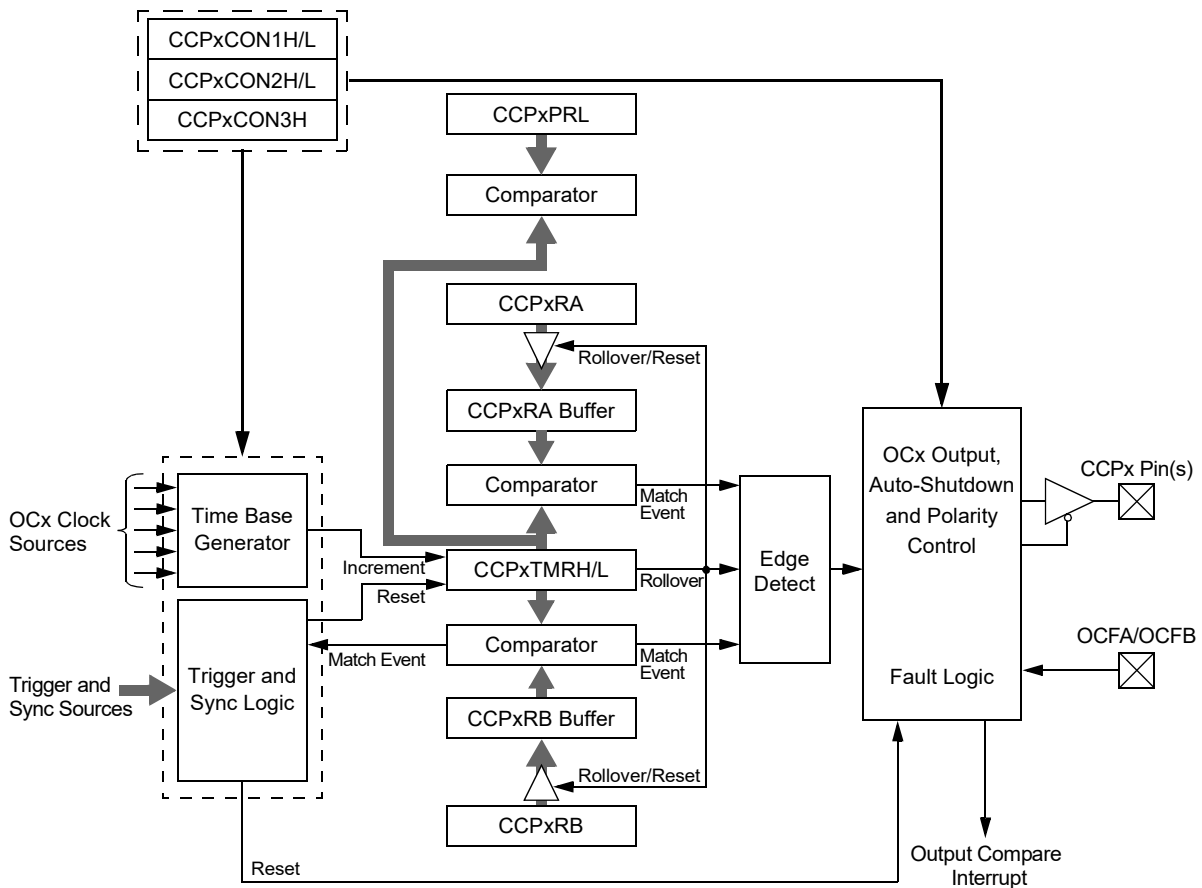 CCPxCON1H/L
CCPxCON2H/L
CCPxCON3H
CCPxPRL
Comparator
CCPxRA
Rollover/Reset
CCPxRA Buffer
Comparator
Match
Event
OCx Clock
Sources
Time Base
Generator
Increment
Reset
CCPxTMRH/L
Rollover
Edge
Detect
OCx Output,
Auto-Shutdown
and Polarity
Control
CCPx Pin(s)
OCFA/OCFB
Fault Logic
Trigger and
Sync Sources
Trigger and
Sync Logic
Match Event
Comparator
Match
Event
CCPxRB Buffer
Rollover/Reset
CCPxRB
Reset
Output Compare
Interrupt